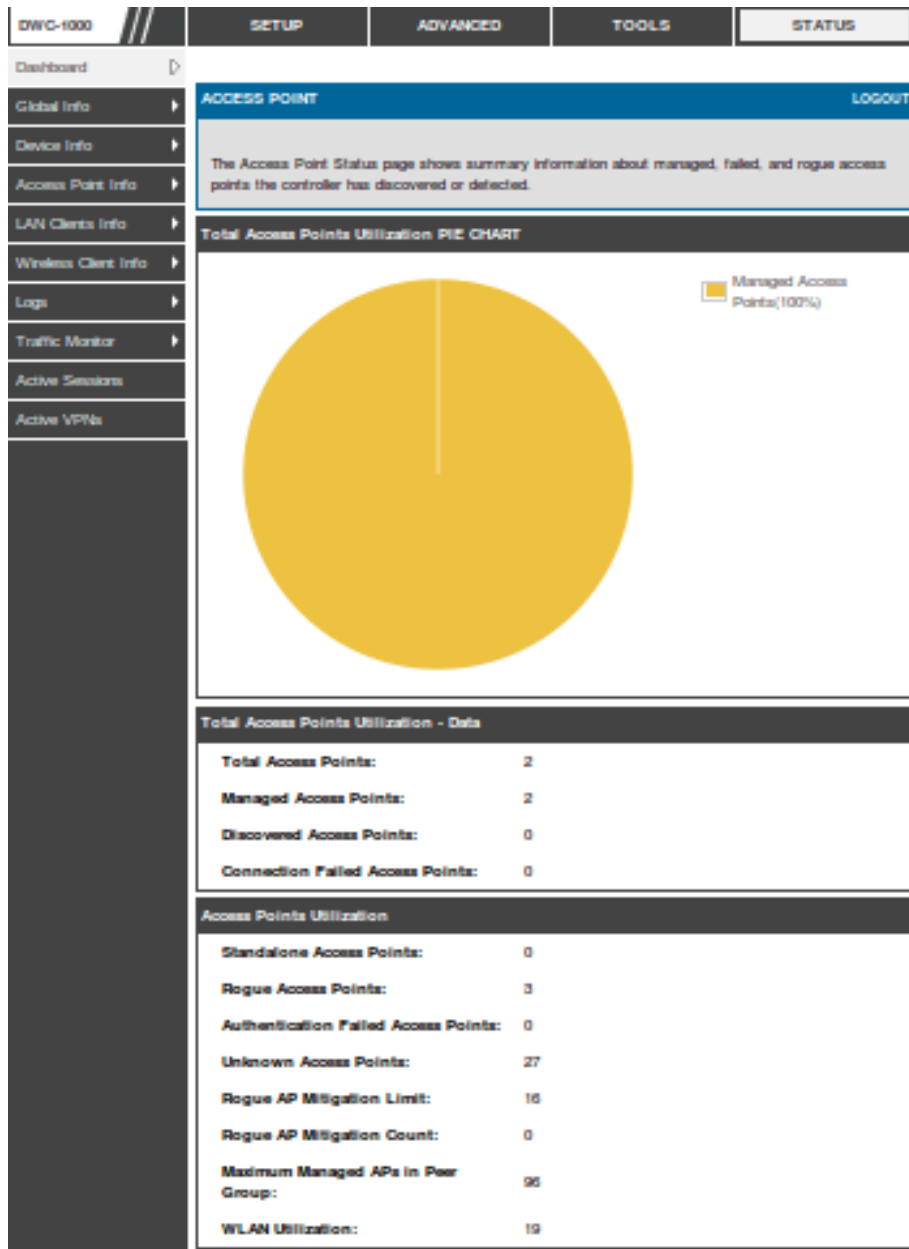 DWC-1000
SETUP
ADVANCED
TOOLS
STATUS
Dashboard
Global Info
Device Info
Access Point Info
LAN Clients Info
Wireless Client Info
Logs
Traffic Monitor
Active Sessions
Active VPNs
ACCESS POINT
LOGOUT
The Access Point Status page shows summary information about managed, failed, and rogue access
points the controller has discovered or detected.
Total Access Points Utilization PIE CHART
Managed Access
Points(100%)
Total Access Points Utilization - Data
Total Access Points: 2
Managed Access Points: 2
Discovered Access Points: 0
Connection Failed Access Points: 0
Access Points Utilization
Standalone Access Points: 0
Rogue Access Points: 3
Authentication Failed Access Points: 0
Unknown Access Points: 27
Rogue AP Mitigation Limit: 16
Rogue AP Mitigation Count: 0
Maximum Managed APs in Peer
Group: 96
WLAN Utilization: 19